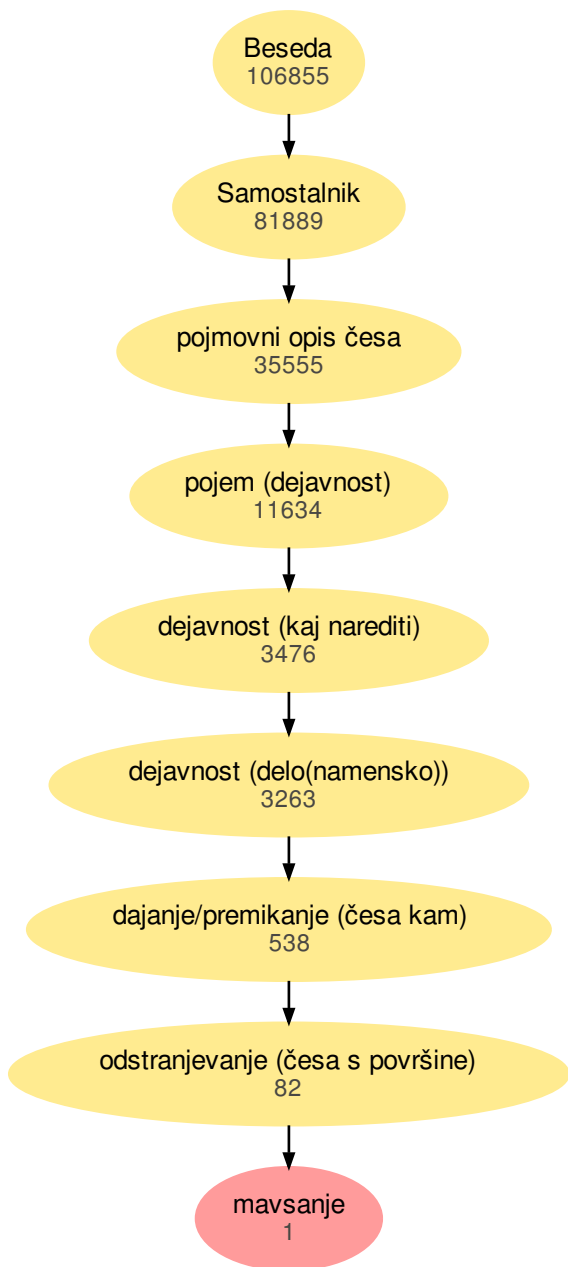 Beseda
106855
Samostalnik
81889
pojmovni opis česa
35555
pojem (dejavnost)
11634
dejavnost (kaj narediti)
3476
dejavnost (delo(namensko))
3263
dajanje/premikanje (česa kam)
538
odstranjevanje (česa s površine)
82
mavsanje
1